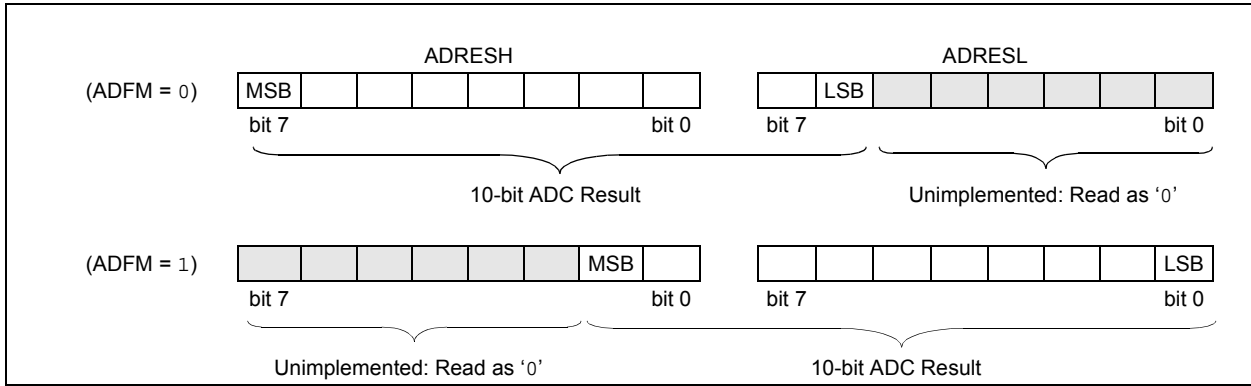 ADRESH ADRESL
(ADFM = 0) MSB LSB
bit 7 bit 0 bit 7 bit 0
10-bit ADC Result Unimplemented: Read as ‘0’
(ADFM = 1) MSB LSB
bit 7 bit 0 bit 7 bit 0
Unimplemented: Read as ‘0’ 10-bit ADC Result